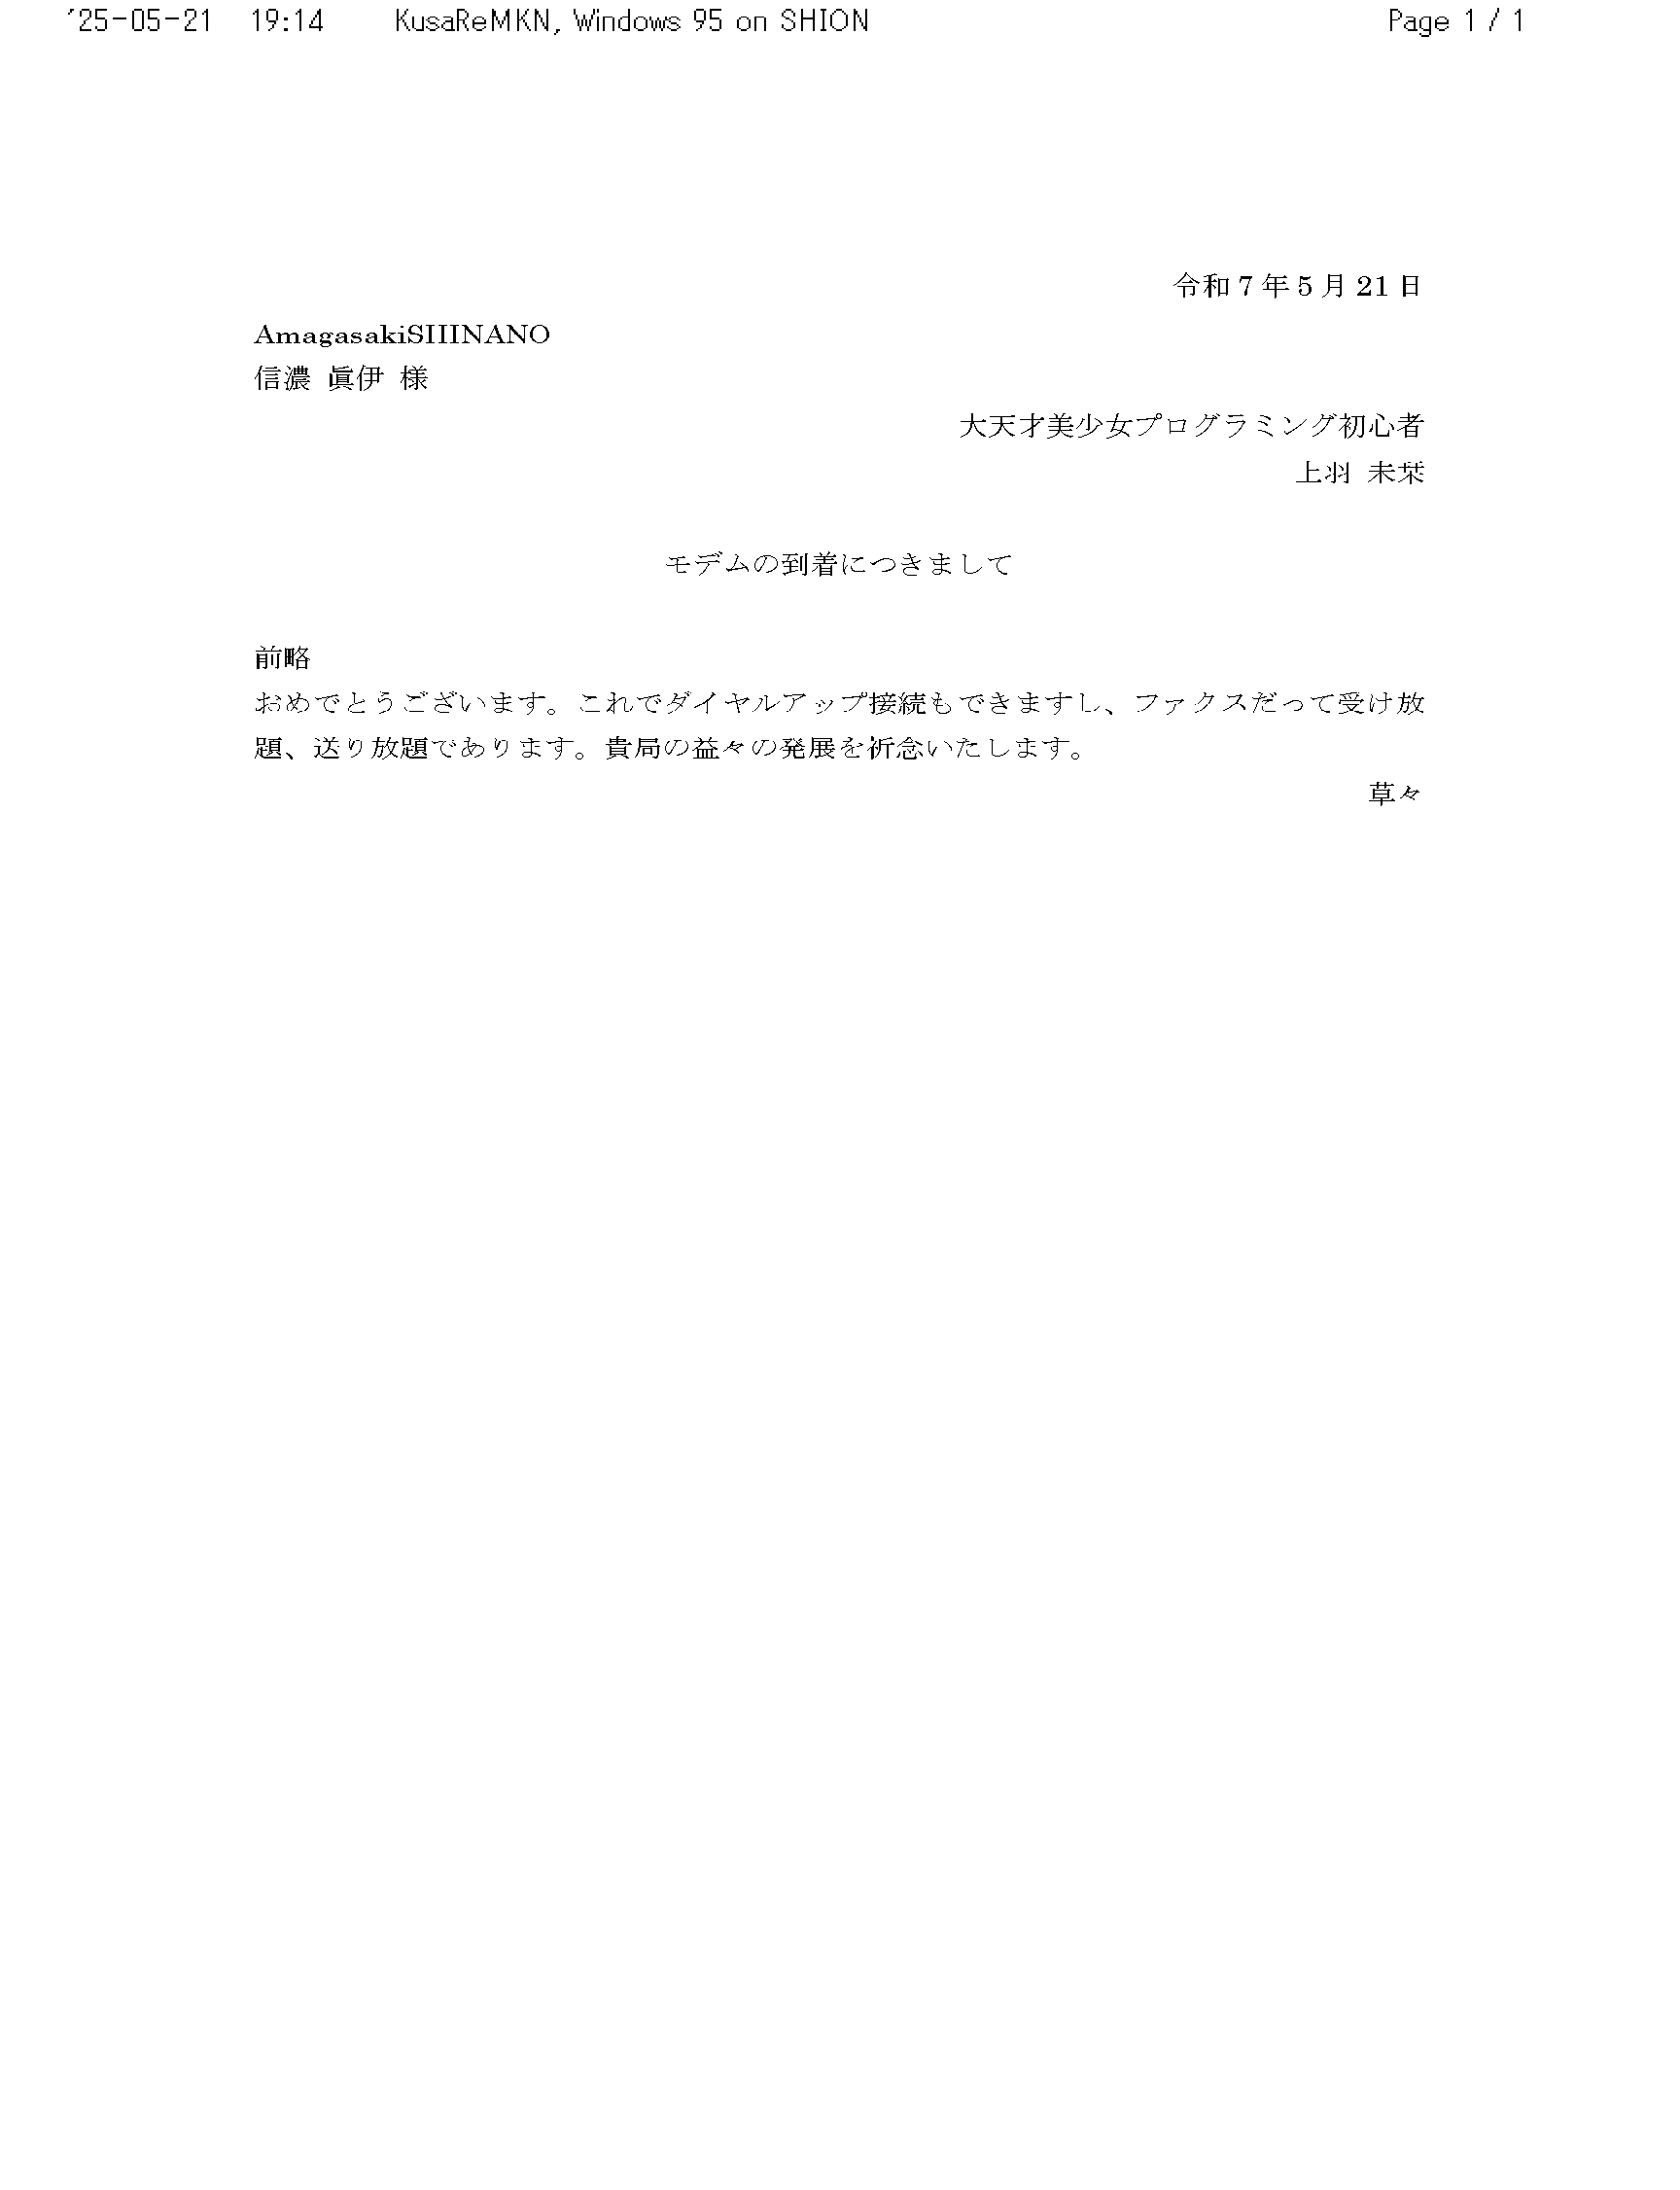 '25-05-21 19:14 KusaReMKN, Windows 95 on SHION Page 1 / 1
令和 7 年 5 月 21 日
AmagasakiSHINANO
信濃 眞伊 様
大天才美少女プログラミング初心者
上羽 未栞
モデムの到着につきまして
前略
おめでとうございます。これでダイヤルアップ接続もできますし、ファクスだって受け放
題、送り放題であります。貴局の益々の発展を祈念いたします。
草々